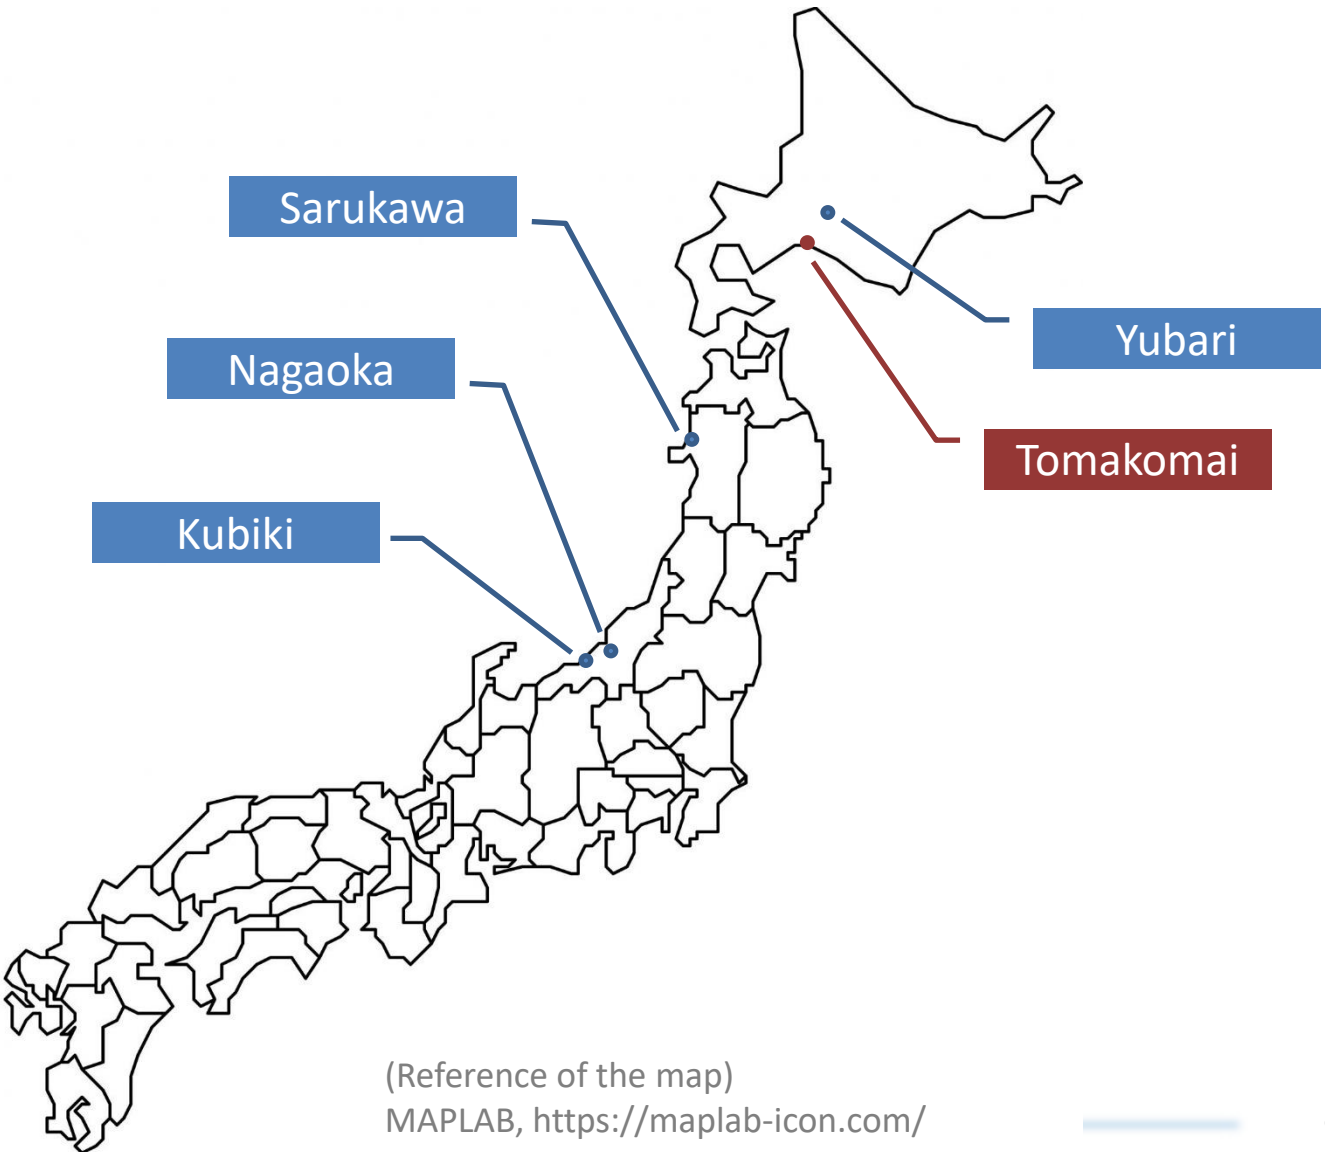 Sarukawa
Nagaoka
Yubari
Tomakomai
Kubiki
(Reference of the map)
MAPLAB, https://maplab-icon.com/